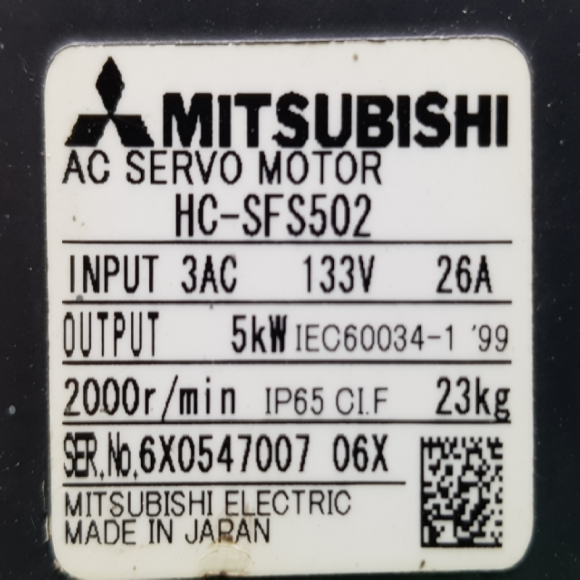 MITSUBISHI
AC SERVO MOTOR
HC-SFS502
INPUT 3AC 133V 26A
OUTPUT 5kW IEC60034-1 '99
2000r/min IP65 CI.F 23kg
SER.No.6X0547007 06X
MITSUBISHI ELECTRIC
MADE IN JAPAN